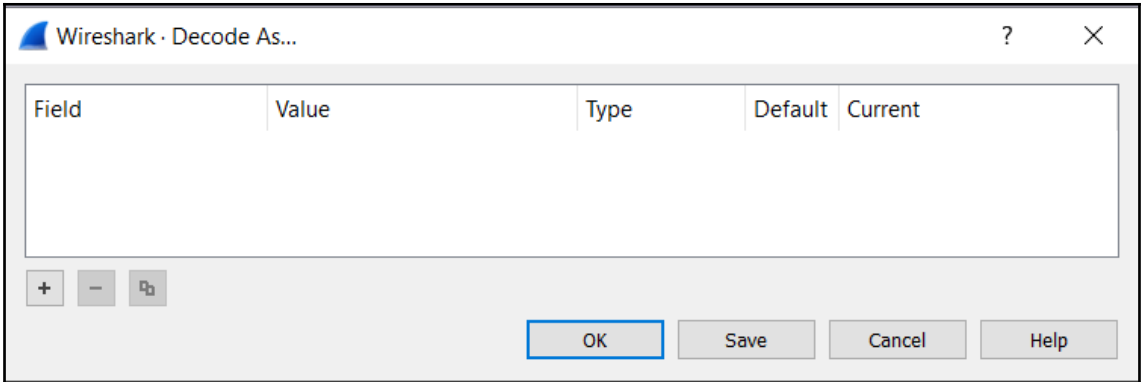 Wireshark · Decode As...
?
Field Value Type Default Current
+ −
OK Save Cancel Help